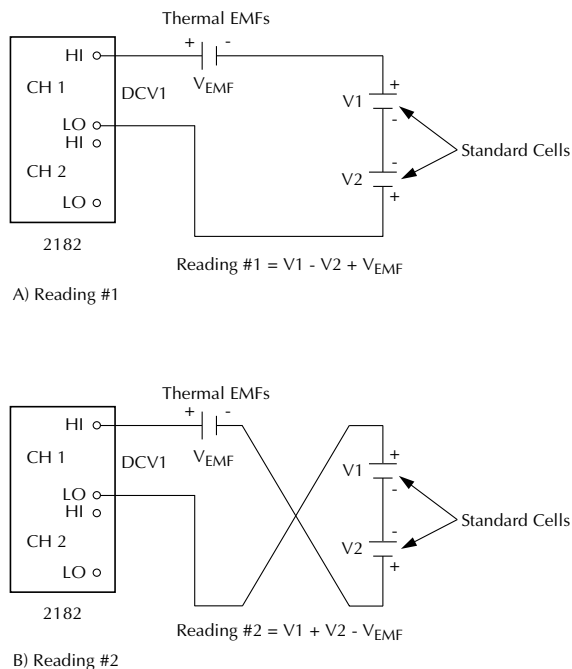 Thermal EMFs
+ -
HI
CH 1
DCV1
VEMF
+
V1
-
LO
HI
Standard Cells
CH 2
-
V2
+
LO
2182
Reading #1 = V1 - V2 + VEMF
A) Reading #1
Thermal EMFs
+ -
HI
CH 1
DCV1
VEMF
+
V1
-
LO
HI
Standard Cells
CH 2
-
V2
+
LO
2182
Reading #2 = V1 + V2 - VEMF
B) Reading #2